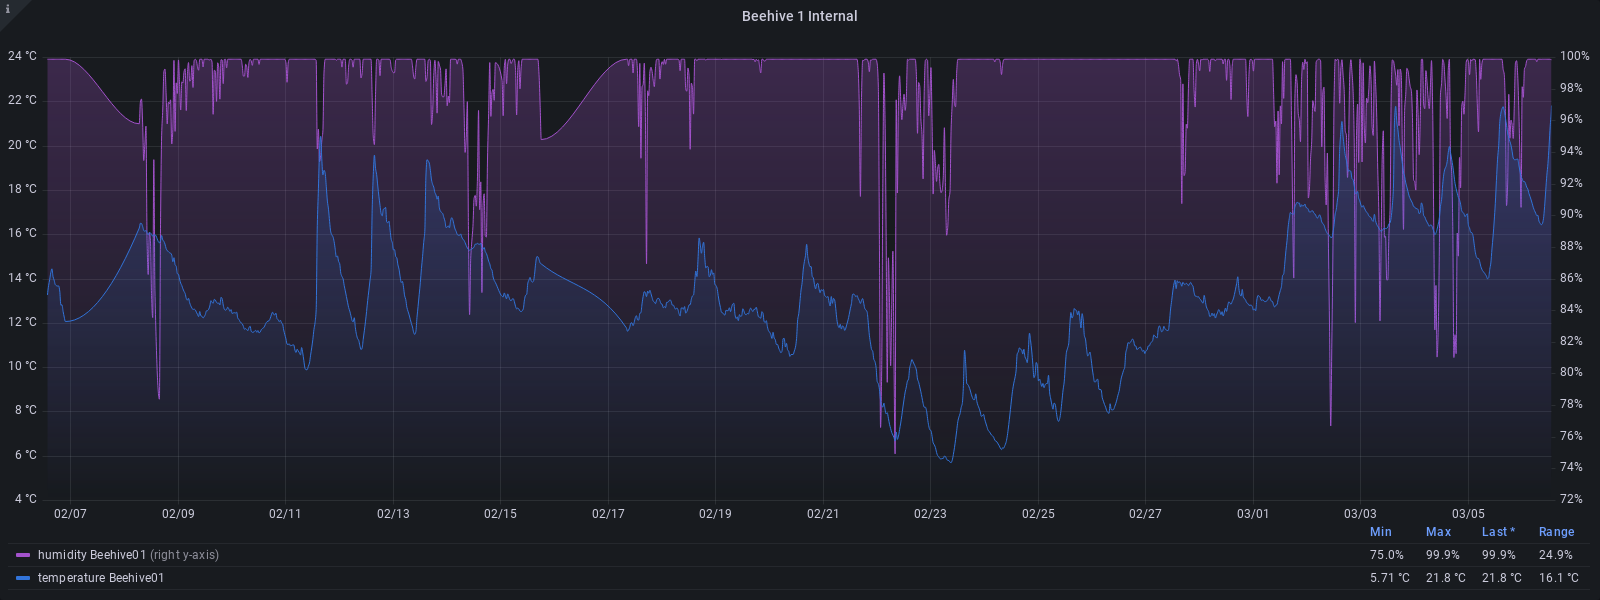 i
Beehive 1 Internal
24 °C 100%
98%
22 °C
96%
20 °C
94%
18 °C 92%
90%
16 °C
88%
14 °C 86%
84%
12 °C
82%
10 °C
80%
8 °C 78%
76%
6 °C
74%
4 °C 72%
02/07 02/09 02/11 02/13 02/15 02/17 02/19 02/21 02/23 02/25 02/27 03/01 03/03 03/05
Min Max Last * Range
humidity Beehive01 (right y-axis) 75.0% 99.9% 99.9% 24.9%
temperature Beehive01 5.71 °C 21.8 °C 21.8 °C 16.1 °C